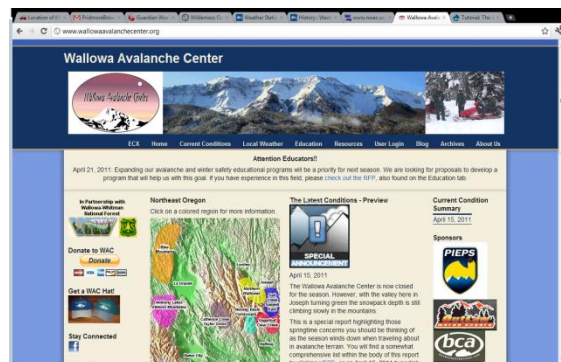 www.wallowaavalanchecenter.org
Wallowa Avalanche Center
Wallowa Avalanche Center
ECX Home Current Conditions Local Weather Education Resources User Login Blog Archives About Us
Attention Educators!!
April 21, 2011: Expanding our avalanche and winter safety educational programs will be a priority for next season. We are looking for proposals to develop a
program that will help us with this goal. If you have experience in this field, please check out the RFP, also found on the Education tab.
In Partnership with
Wallowa-Whitman
National Forest
Donate to WAC
Donate
Get a WAC Hat!
Stay Connected
Northeast Oregon
Click on a colored region for more information.
La Grande
Baker City
The Latest Conditions - Preview
SPECIAL
ANNOUNCEMENT
April 15, 2011
The Wallowa Avalanche Center is now closed
for the season. However, with the valley here in
Joseph turning green the snowpack depth is still
climbing slowly in the mountains.
This is a special report highlighting those
springtime concerns you should be thinking of
as the season winds down when traveling about
in avalanche terrain. You will find a somewhat
comprehensive list within the body of this report
Current Condition
Summary
April 15, 2011
Sponsors
PIEPS
bca